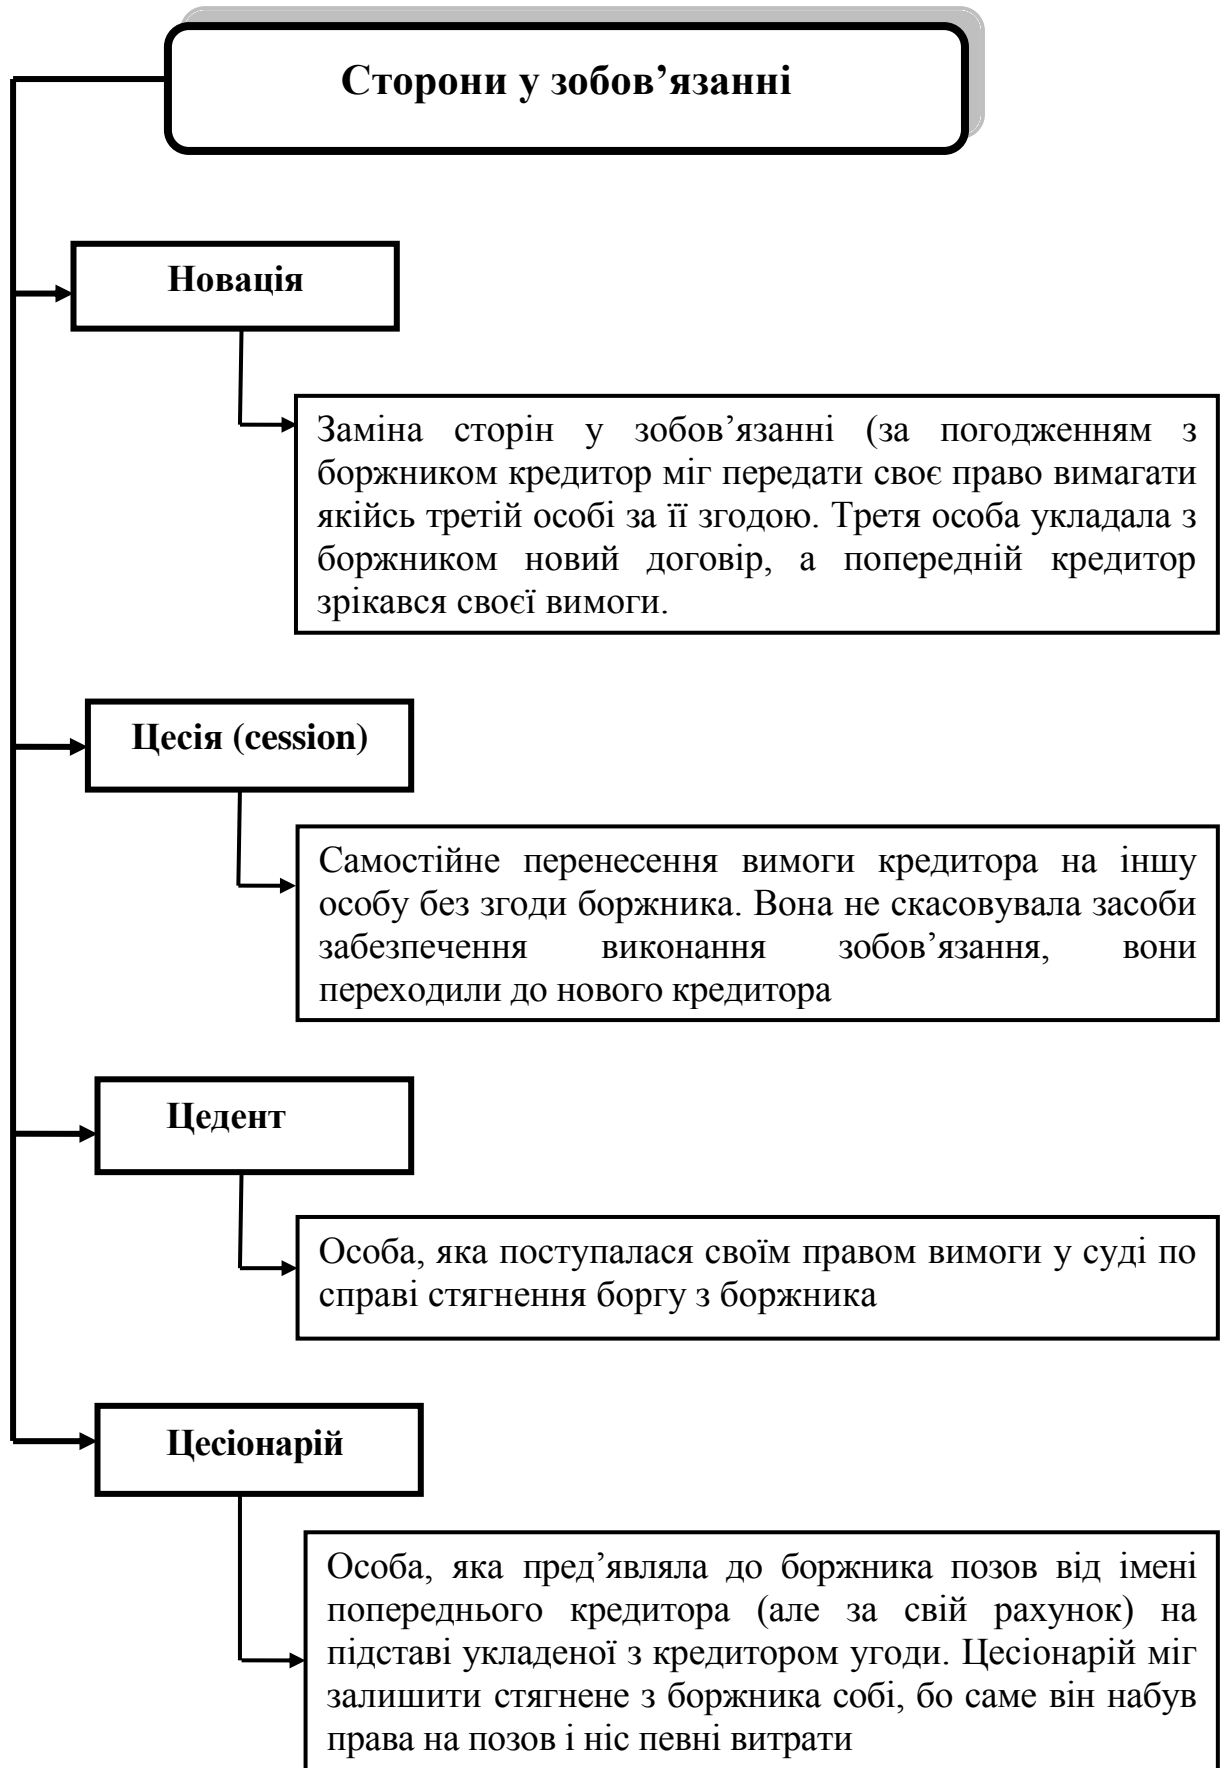 Сторони у зобов’язанні
Новація
Заміна сторін у зобов’язанні (за погодженням з
боржником кредитор міг передати своє право вимагати
якійсь третій особі за її згодою. Третя особа укладала з
боржником новий договір, а попередній кредитор
зрікався своєї вимоги.
Цесія (cession)
Самостійне перенесення вимоги кредитора на іншу
особу без згоди боржника. Вона не скасовувала засоби
забезпечення виконання зобов’язання, вони
переходили до нового кредитора
Цедент
Особа, яка поступалася своїм правом вимоги у суді по
справі стягнення боргу з боржника
Цесіонарій
Особа, яка пред’являла до боржника позов від імені
попереднього кредитора (але за свій рахунок) на
підставі укладеної з кредитором угоди. Цесіонарій міг
залишити стягнене з боржника собі, бо саме він набув
права на позов і ніс певні витрати